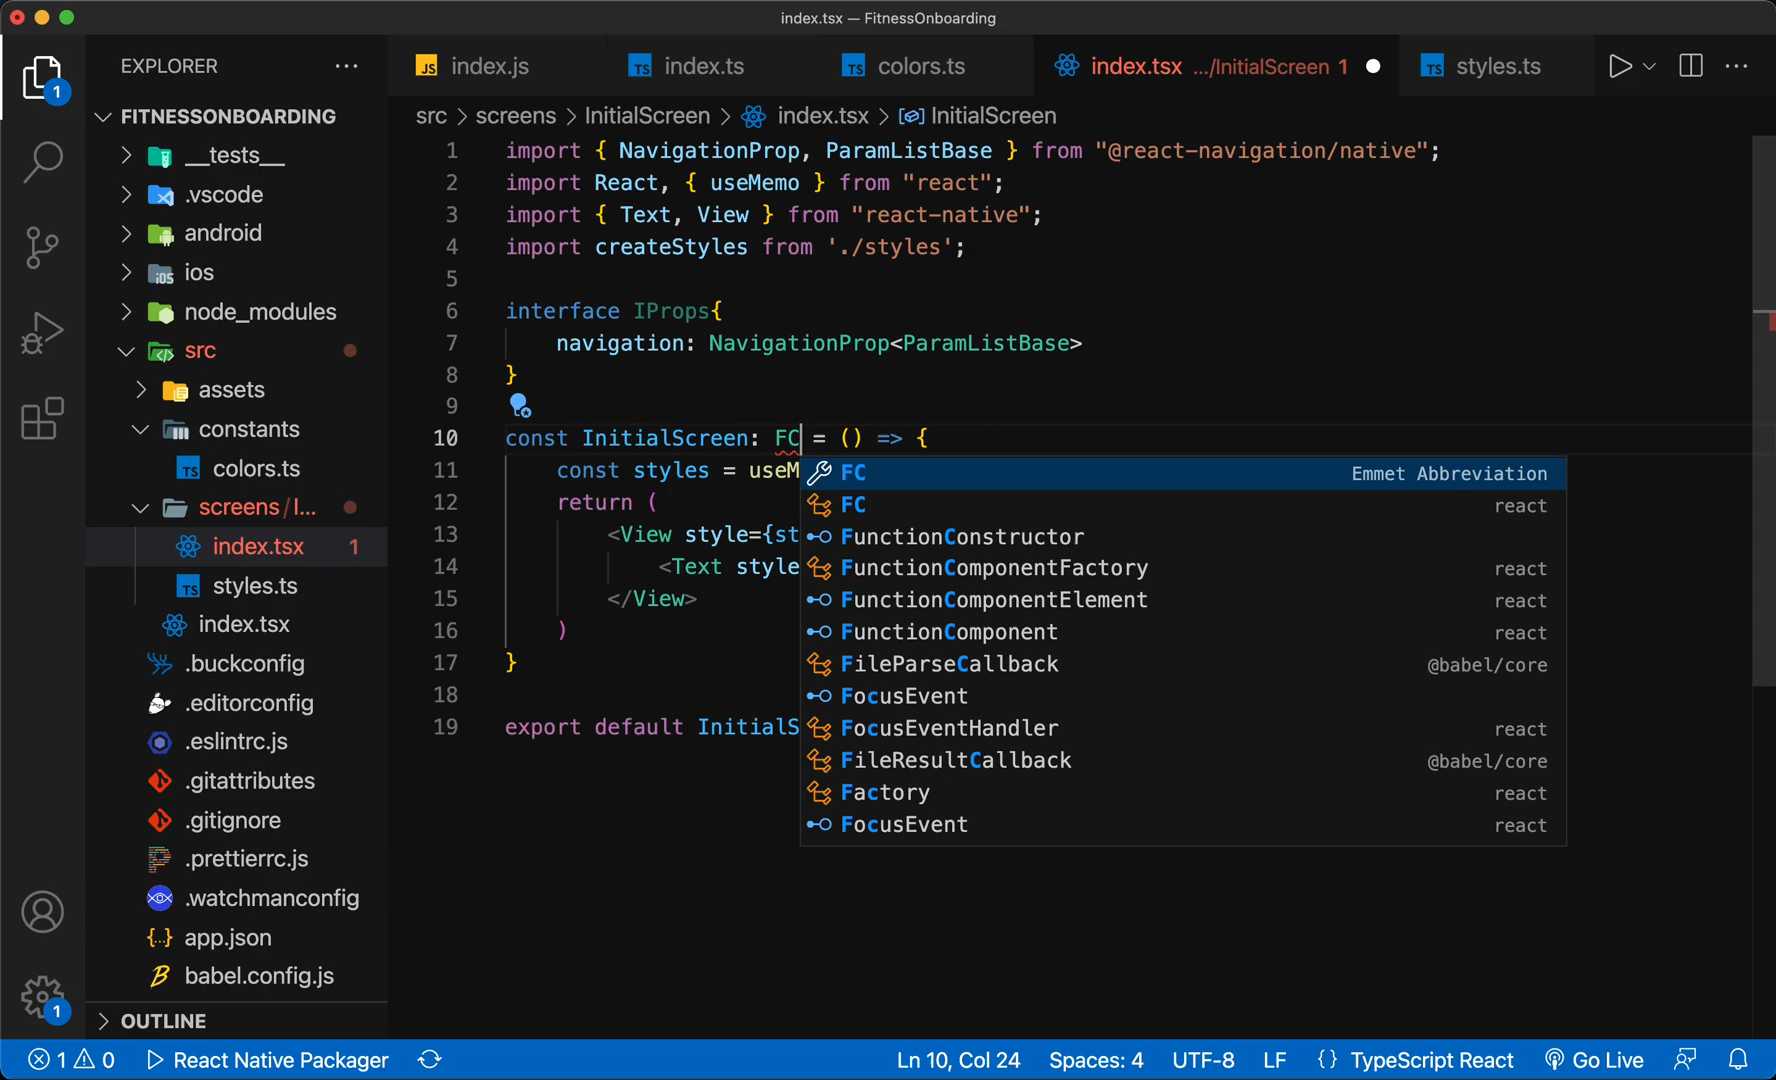 index.tsx — FitnessOnboarding
EXPLORER
JS index.js
TS index.ts
TS colors.ts
index.tsx .../InitialScreen 1
TS styles.ts
1
FITNESSONBOARDING
__tests__
.vscode
android
ios
node_modules
src
assets
constants
TS colors.ts
screens/I...
index.tsx 1
TS styles.ts
index.tsx
.buckconfig
.editorconfig
.eslintrc.js
.gitattributes
.gitignore
.prettierrc.js
.watchmanconfig
app.json
babel.config.js
OUTLINE
1
src > screens > InitialScreen > index.tsx > InitialScreen
1 import { NavigationProp, ParamListBase } from "@react-navigation/native";
2 import React, { useMemo } from "react";
3 import { Text, View } from "react-native";
4 import createStyles from './styles';
5
6 interface IProps{
7 navigation: NavigationProp<ParamListBase>
8 }
9
10 const InitialScreen: FC = () => {
11 const styles = useM
12 return (
13 <View style={st
14 <Text style
15 </View>
16 )
17 }
18
19 export default InitialS
FC Emmet Abbreviation
FC react
FunctionConstructor
FunctionComponentFactory react
FunctionComponentElement react
FunctionComponent react
FileParseCallback @babel/core
FocusEvent
FocusEventHandler react
FileResultCallback @babel/core
Factory react
FocusEvent react
1 0 React Native Packager
Ln 10, Col 24 Spaces: 4 UTF-8 LF {} TypeScript React Go Live